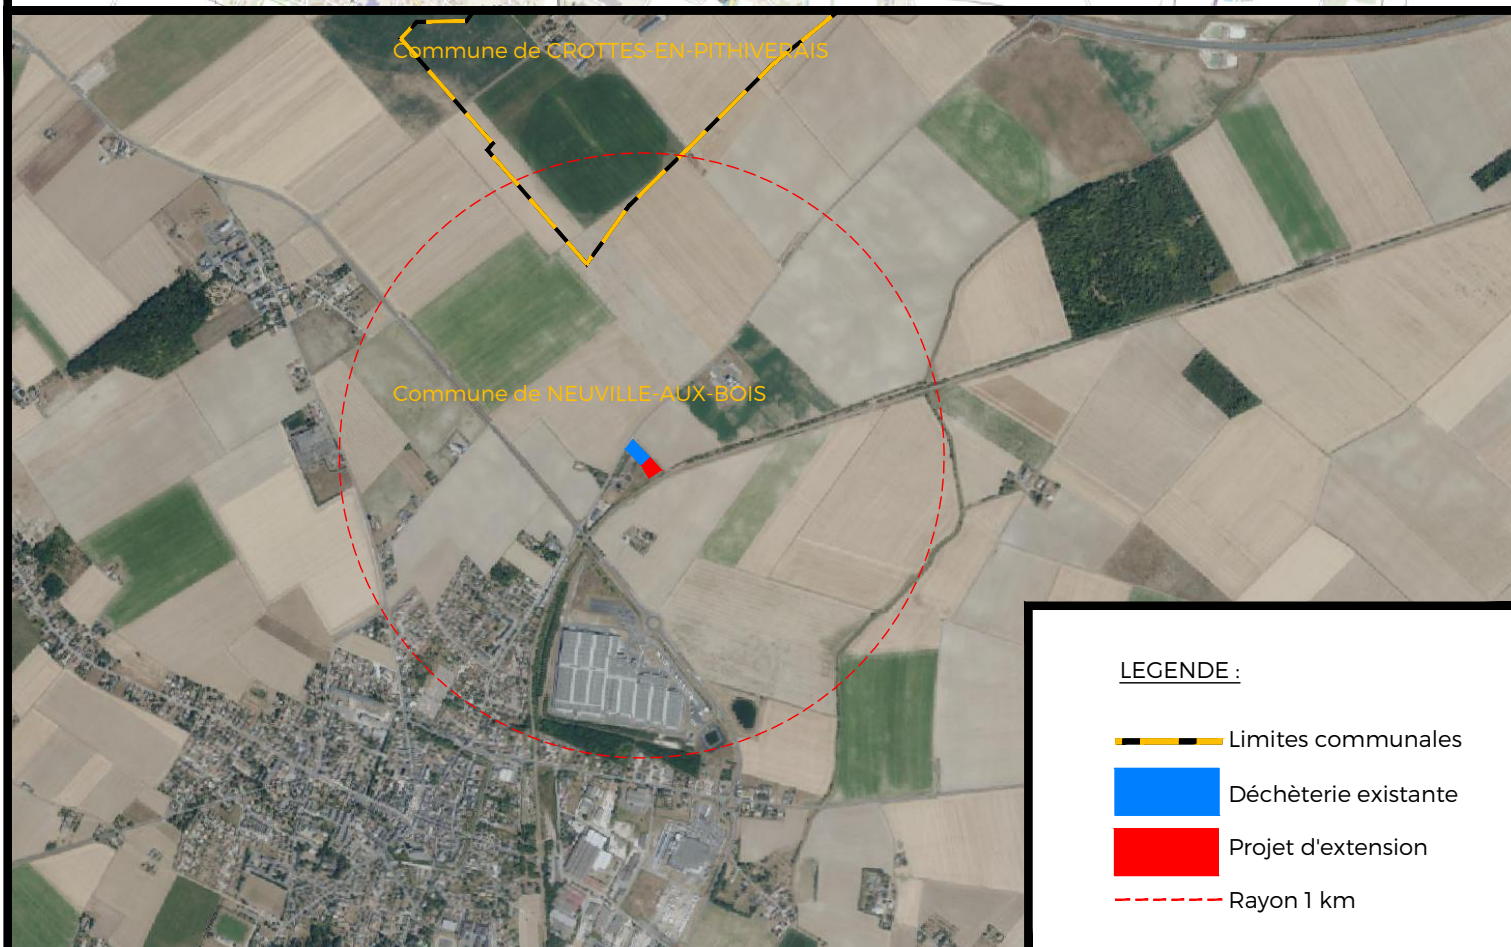 Commune de CROTTES-EN-PITHIVERAIS
Commune de NEUVILLE-AUX-BOIS
LEGENDE :
Limites communales
Déchèterie existante
Projet d'extension
Rayon 1 km